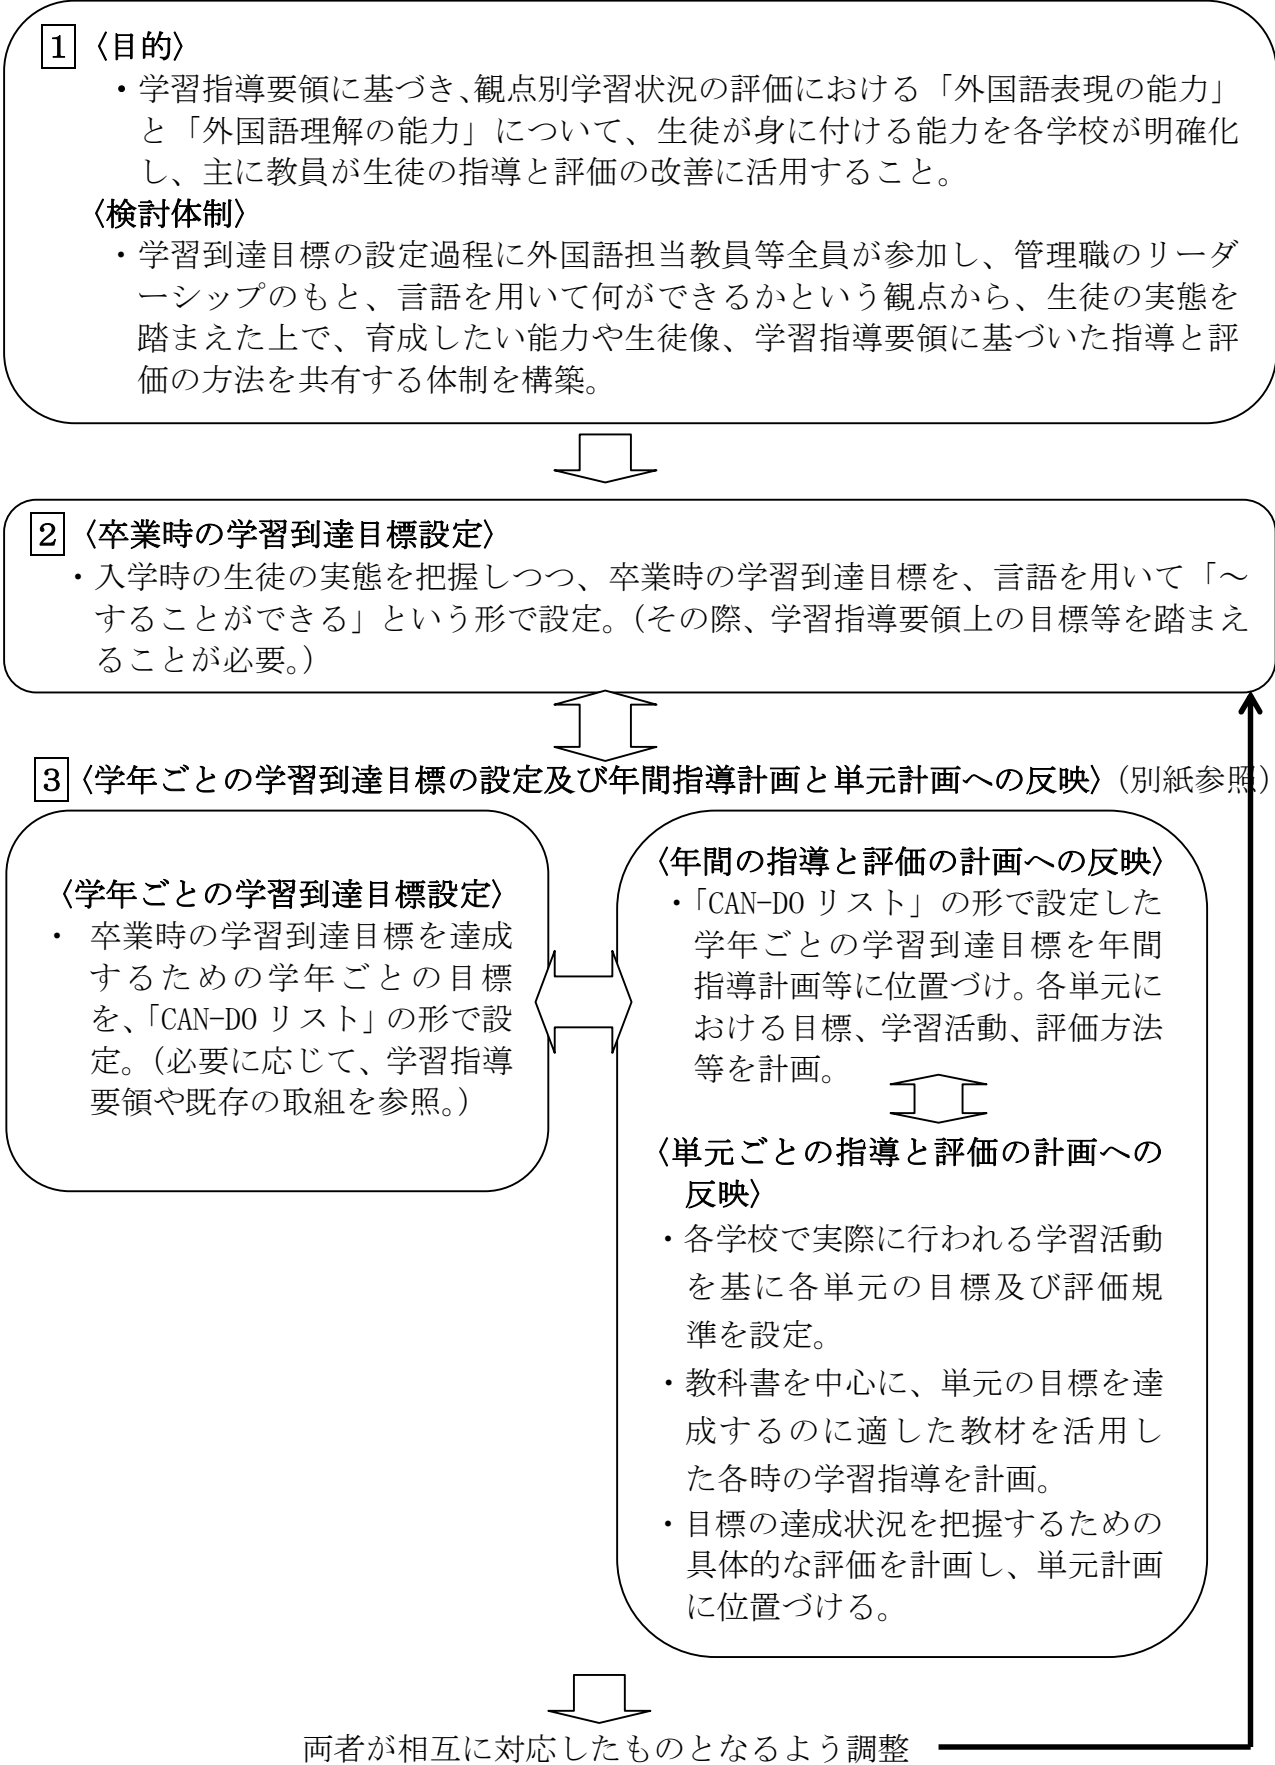 1〈目的〉
・学習指導要領に基づき、観点別学習状況の評価における「外国語表現の能力」
と「外国語理解の能力」について、生徒が身に付ける能力を各学校が明確化
し、主に教員が生徒の指導と評価の改善に活用すること。
〈検討体制〉
・学習到達目標の設定過程に外国語担当教員等全員が参加し、管理職のリーダ
ーシップのもと、言語を用いて何ができるかという観点から、生徒の実態を
踏まえた上で、育成したい能力や生徒像、学習指導要領に基づいた指導と評
価の方法を共有する体制を構築。
2〈卒業時の学習到達目標設定〉
・入学時の生徒の実態を把握しつつ、卒業時の学習到達目標を、言語を用いて「～
することができる」という形で設定。（その際、学習指導要領上の目標等を踏まえ
ることが必要。）
3〈学年ごとの学習到達目標の設定及び年間指導計画と単元計画への反映〉（別紙参照）
〈学年ごとの学習到達目標設定〉
・ 卒業時の学習到達目標を達成
するための学年ごとの目標
を、「CAN-DO リスト」の形で設
定。（必要に応じて、学習指導
要領や既存の取組を参照。）
〈年間の指導と評価の計画への反映〉
・「CAN-DO リスト」の形で設定した
学年ごとの学習到達目標を年間
指導計画等に位置づけ。各単元に
おける目標、学習活動、評価方法
等を計画。
〈単元ごとの指導と評価の計画への
反映〉
・各学校で実際に行われる学習活動
を基に各単元の目標及び評価規
準を設定。
・教科書を中心に、単元の目標を達
成するのに適した教材を活用し
た各時の学習指導を計画。
・目標の達成状況を把握するための
具体的な評価を計画し、単元計画
に位置づける。
両者が相互に対応したものとなるよう調整